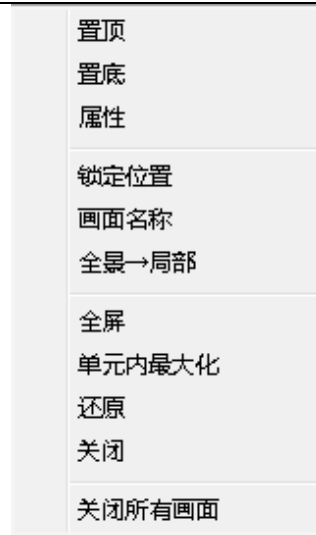 置顶
置底
属性
锁定位置
画面名称
全景→局部
全屏
单元内最大化
还原
关闭
关闭所有画面